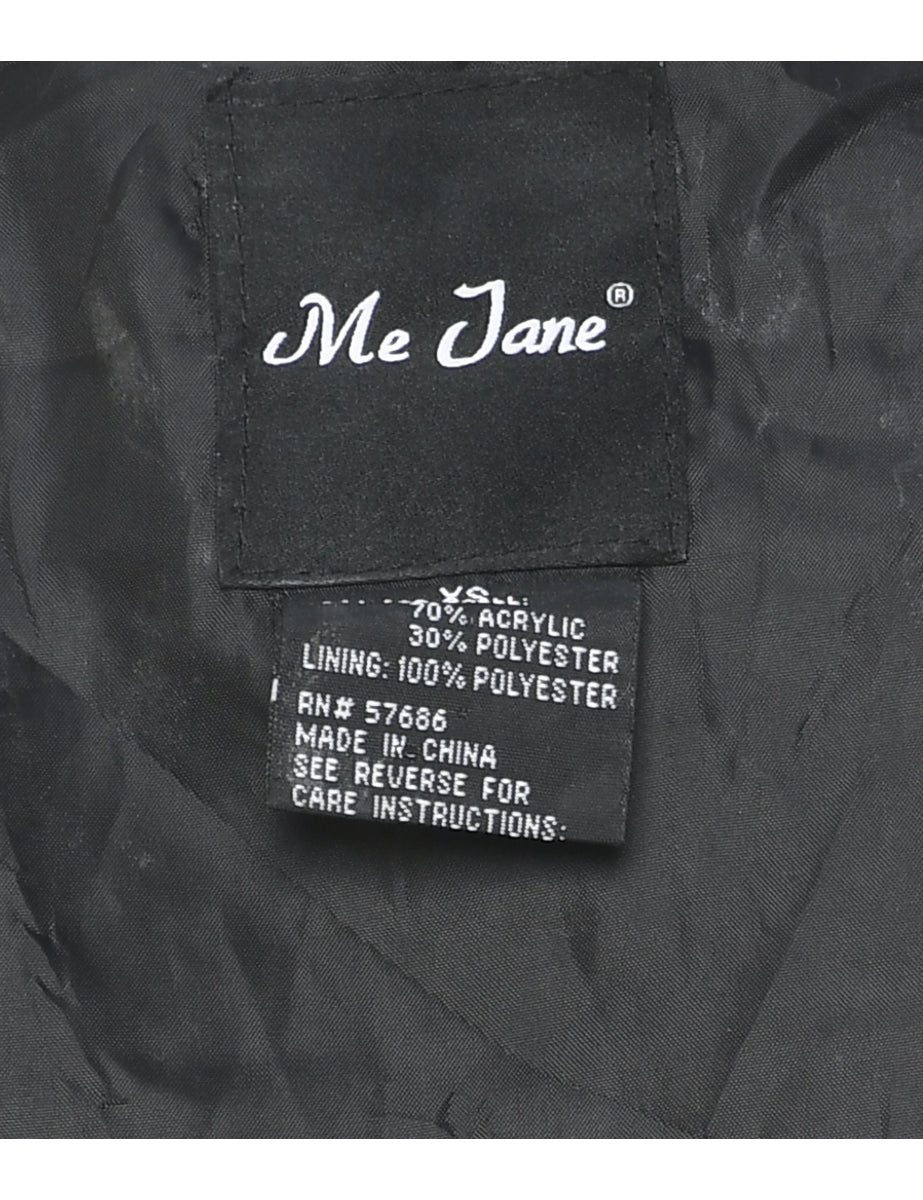 Me Jane®
70% ACRYLIC
30% POLYESTER
LINING: 100% POLYESTER
RN# 57686
MADE IN CHINA
SEE REVERSE FOR
CARE INSTRUCTIONS: